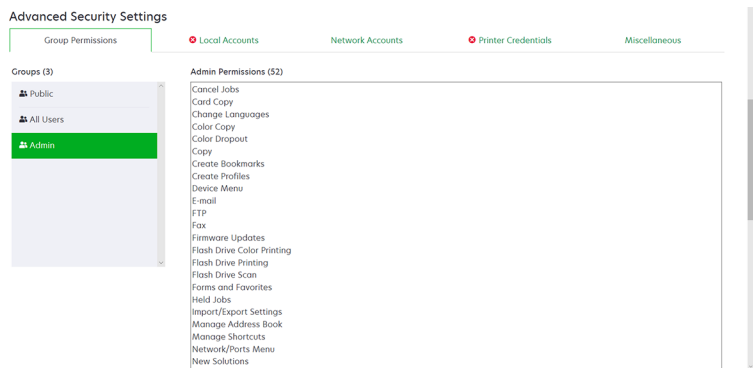 Advanced Security Settings
Group Permissions
Local Accounts
Network Accounts
Printer Credentials
Miscellaneous
Groups (3)
Public
All Users
Admin
Admin Permissions (52)
Cancel Jobs
Card Copy
Change Languages
Color Copy
Color Dropout
Copy
Create Bookmarks
Create Profiles
Device Menu
E-mail
FTP
Fax
Firmware Updates
Flash Drive Color Printing
Flash Drive Printing
Flash Drive Scan
Forms and Favorites
Held Jobs
Import/Export Settings
Manage Address Book
Manage Shortcuts
Network/Ports Menu
New Solutions